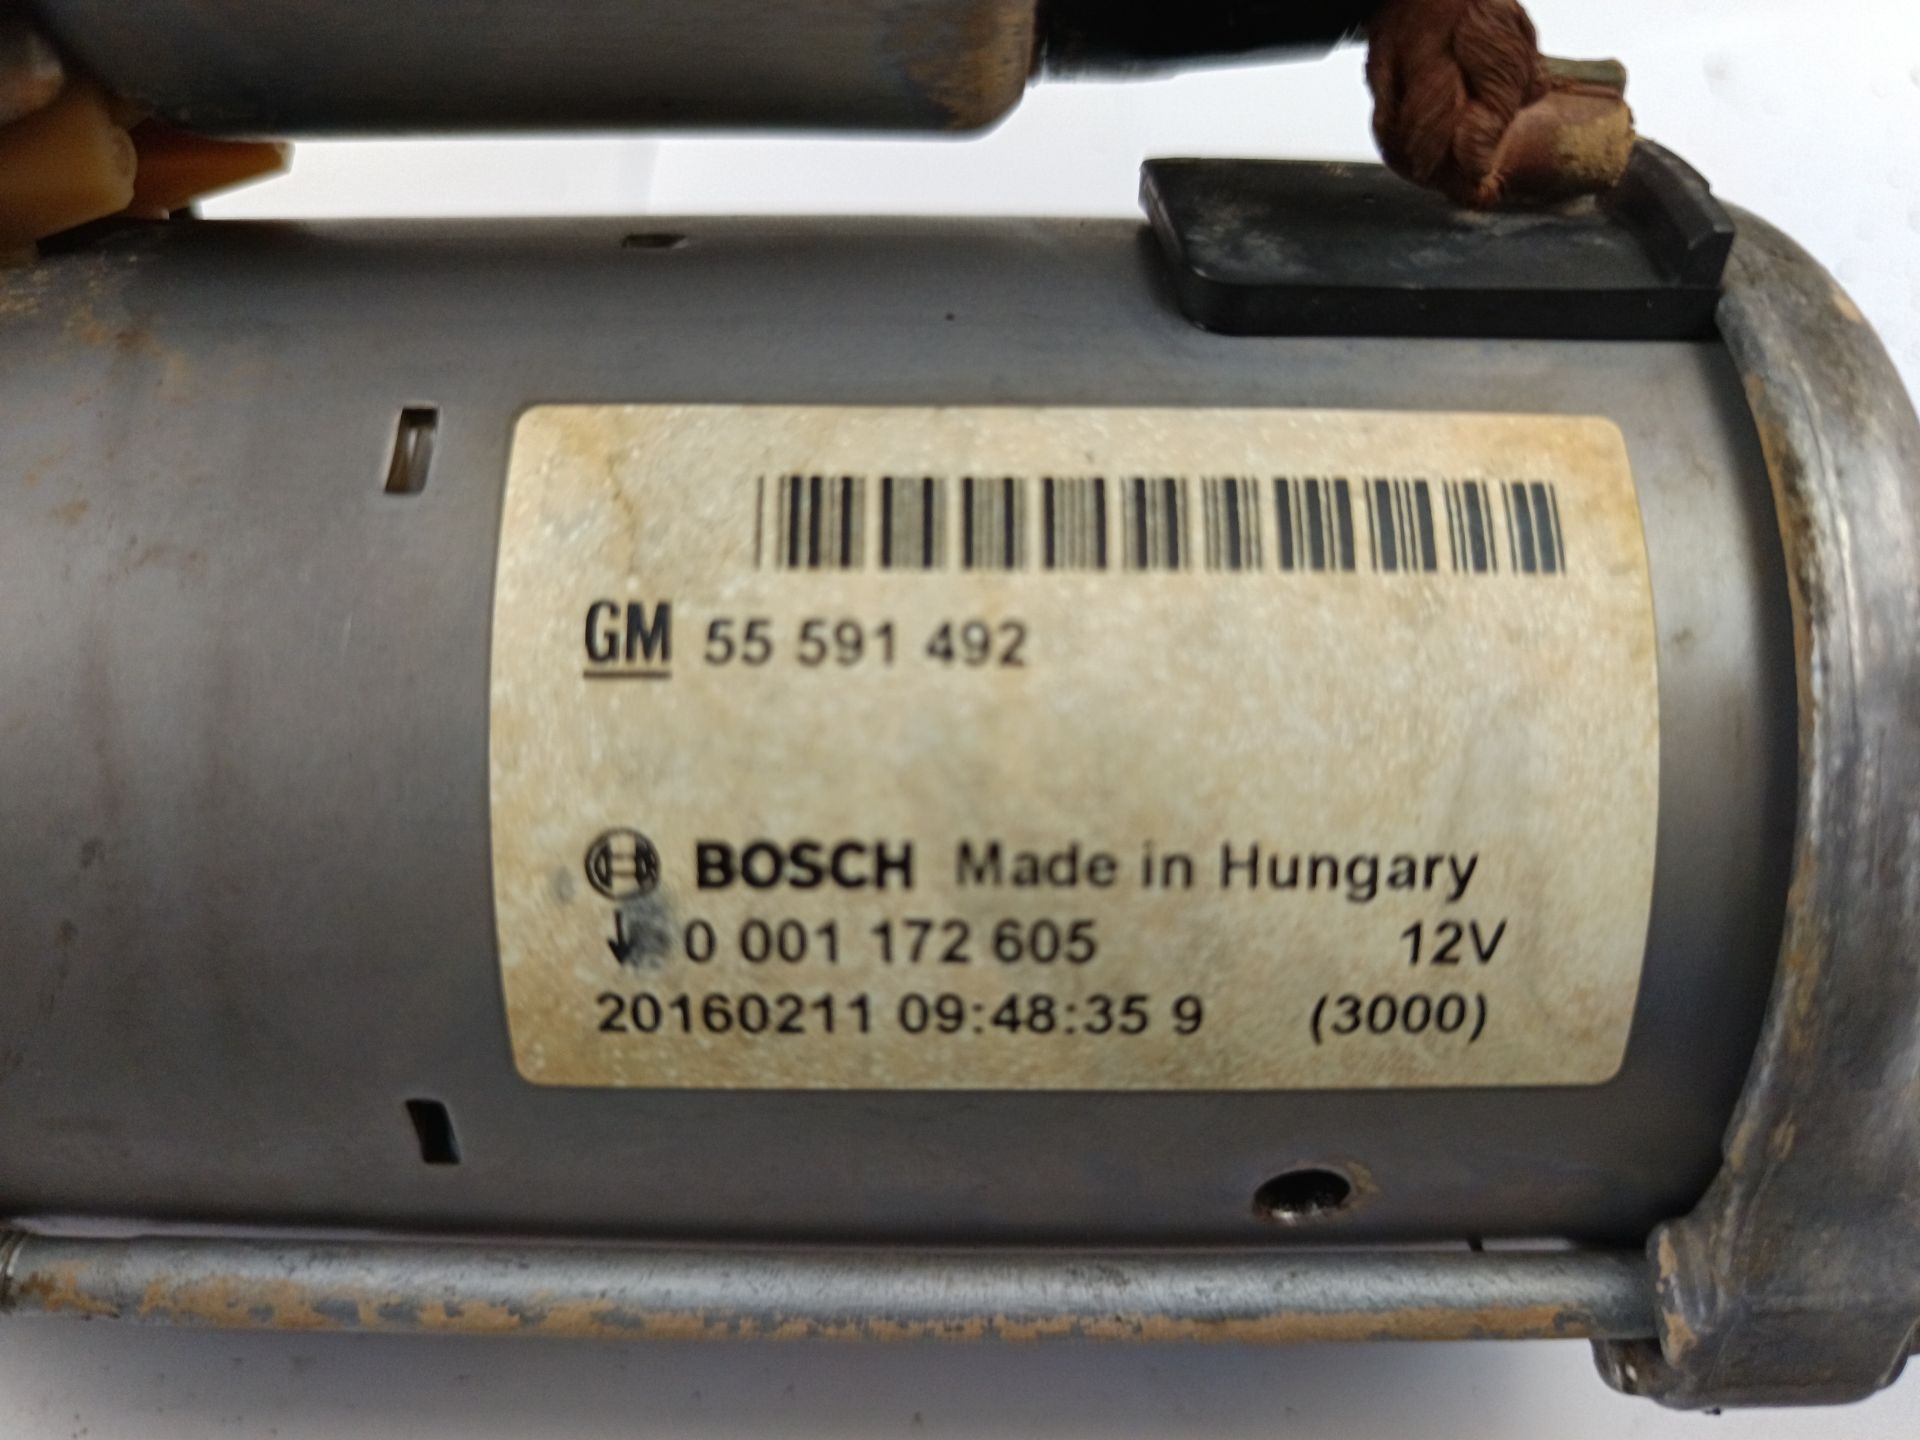 GM 55 591 492
BOSCH Made in Hungary
↓ 0 001 172 605 12V
20160211 09:48:35 9 (3000)